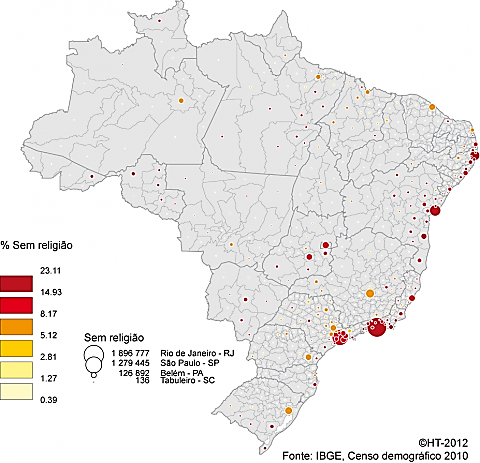 % Sem religião
23.11
14.93
8.17
5.12
2.81
1.27
0.39
Sem religião
1 896 777 Rio de Janeiro - RJ
1 279 445 São Paulo - SP
126 892 Belém - PA
136 Tabuleiro - SC
©HT-2012
Fonte: IBGE, Censo demográfico 2010